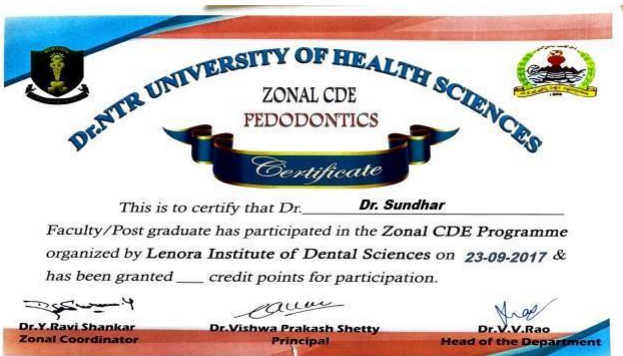 Dr.NTR UNIVERSITY OF HEALTH SCIENCES
ZONAL CDE
PEDODONTICS
Certificate
This is to certify that Dr. Dr. Sundhar
Faculty/Post graduate has participated in the Zonal CDE Programme
organized by Lenora Institute of Dental Sciences on 23-09-2017 &
has been granted ___ credit points for participation.
Dr.Y.Ravi Shankar
Zonal Coordinator
Dr.Vishwa Prakash Shetty
Principal
Dr.V.V.Rao
Head of the Department